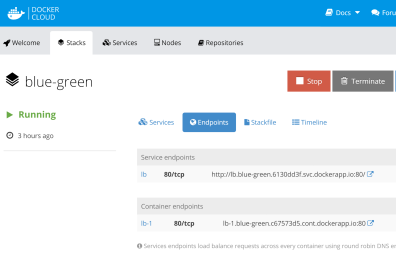 DOCKER
CLOUD
Docs
Foru
Welcome
Stacks
Services
Nodes
Repositories
blue-green
Stop
Terminate
Running
3 hours ago
Services
Endpoints
Stackfile
Timeline
Service endpoints
lb 80/tcp http://lb.blue-green.6130dd3f.svc.dockerapp.io:80/
Container endpoints
lb-1 80/tcp lb-1.blue-green.c67573d5.cont.dockerapp.io:80
Services endpoints load balance requests across every container using round robin DNS en